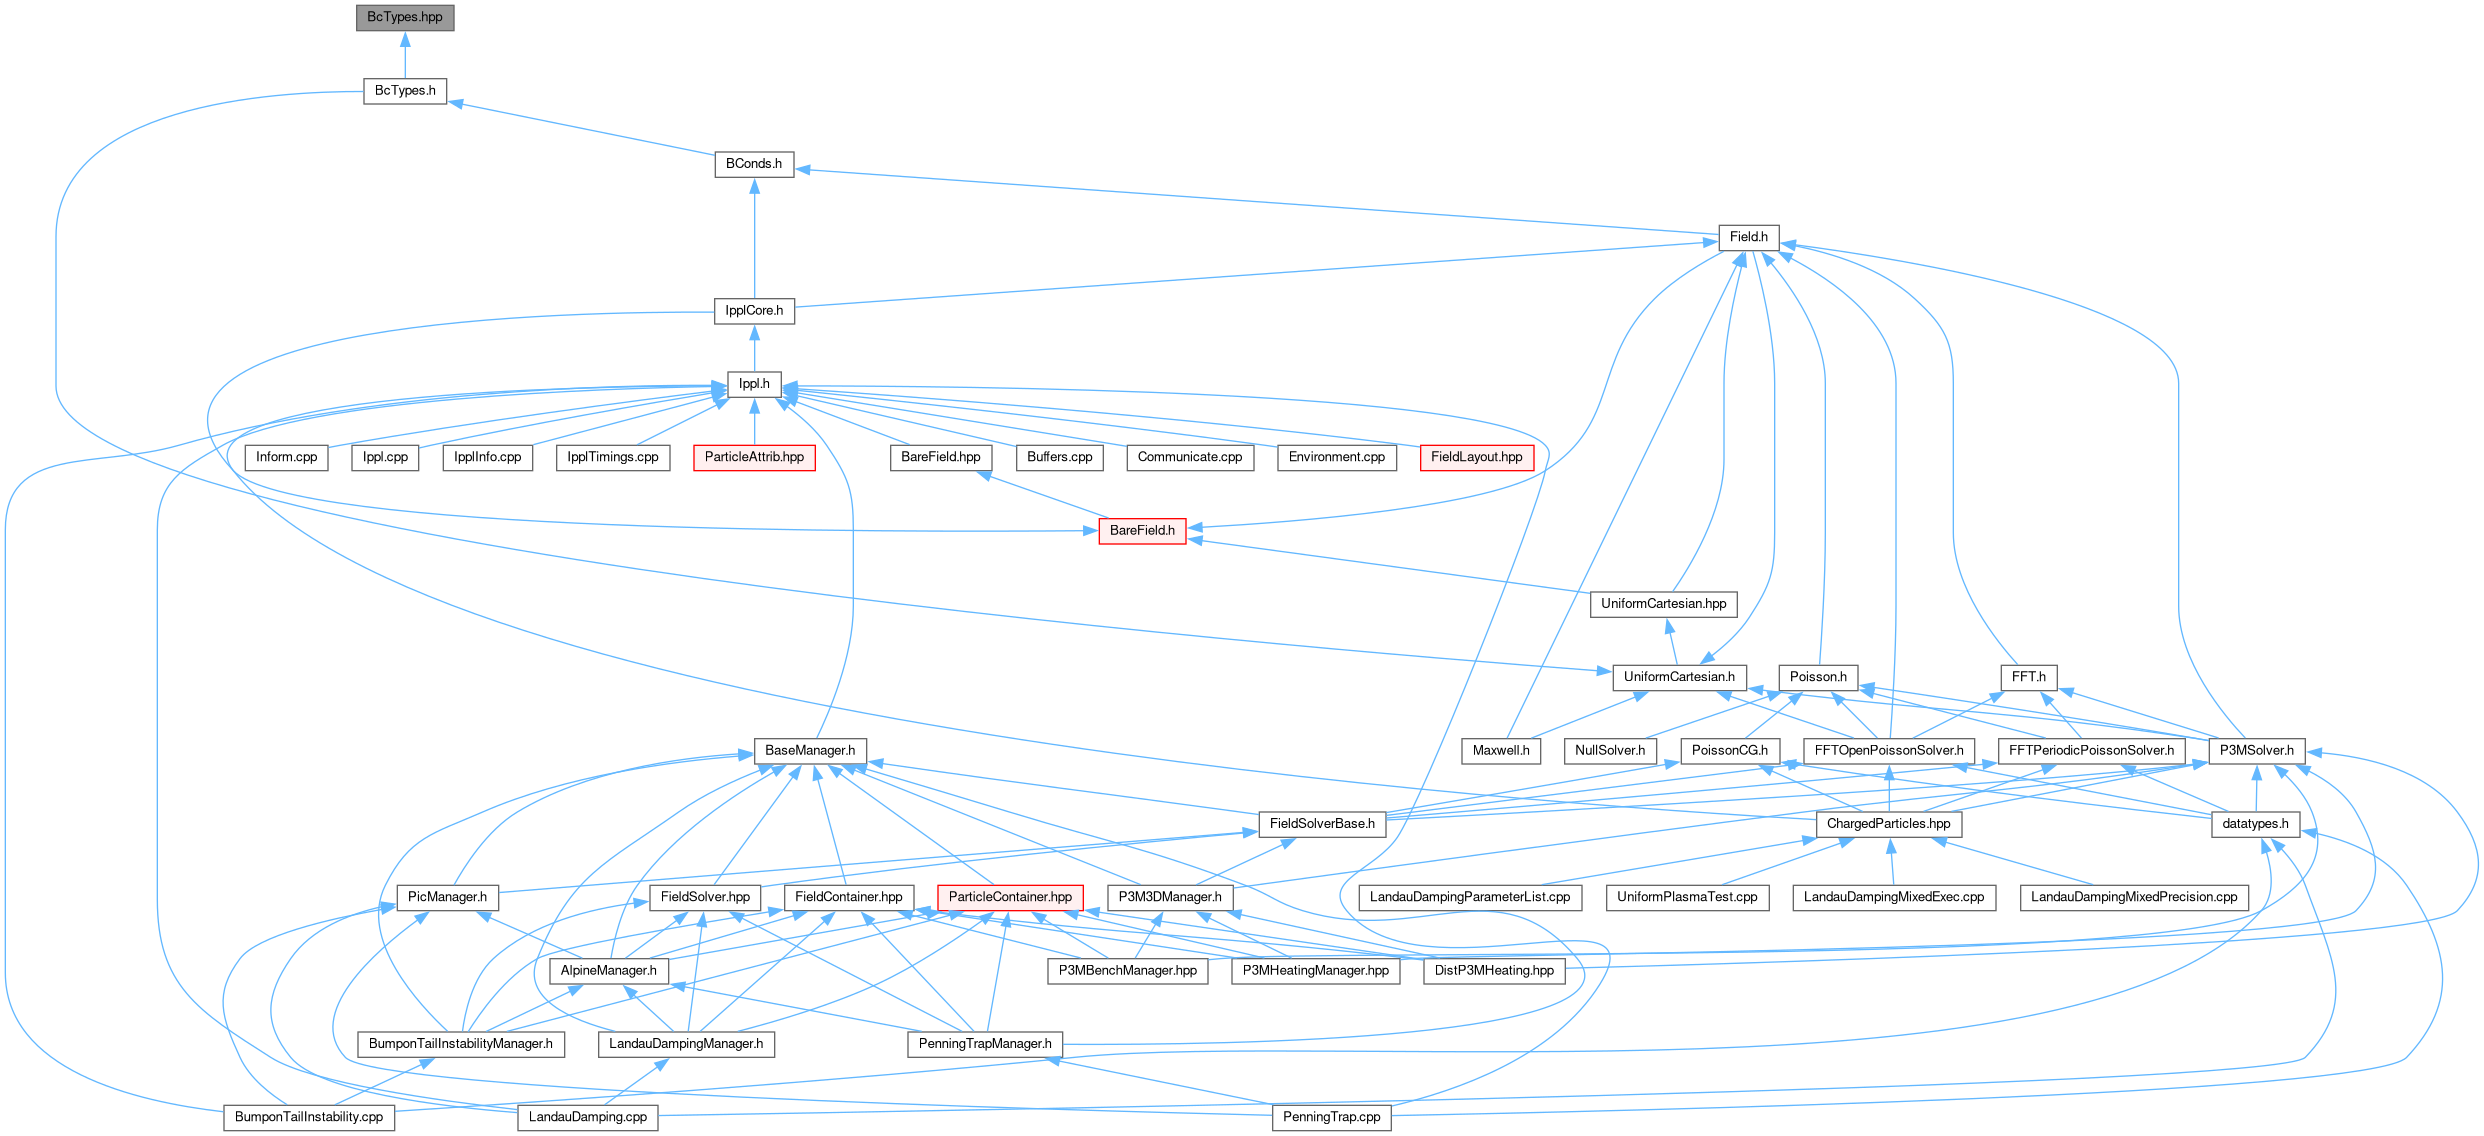 BcTypes.hpp
BcTypes.h
BConds.h
Field.h
IpplCore.h
Ippl.h
Inform.cpp
Ippl.cpp
IpplInfo.cpp
IpplTimings.cpp
ParticleAttrib.hpp
BareField.hpp
Buffers.cpp
Communicate.cpp
Environment.cpp
FieldLayout.hpp
BareField.h
UniformCartesian.hpp
UniformCartesian.h
Poisson.h
FFT.h
BaseManager.h
Maxwell.h
NullSolver.h
PoissonCG.h
FFTOpenPoissonSolver.h
FFTPeriodicPoissonSolver.h
P3MSolver.h
FieldSolverBase.h
ChargedParticles.hpp
datatypes.h
PicManager.h
FieldSolver.hpp
FieldContainer.hpp
ParticleContainer.hpp
P3M3DManager.h
LandauDampingParameterList.cpp
UniformPlasmaTest.cpp
LandauDampingMixedExec.cpp
LandauDampingMixedPrecision.cpp
AlpineManager.h
P3MBenchManager.hpp
P3MHeatingManager.hpp
DistP3MHeating.hpp
BumponTailInstabilityManager.h
LandauDampingManager.h
PenningTrapManager.h
BumponTailInstability.cpp
LandauDamping.cpp
PenningTrap.cpp